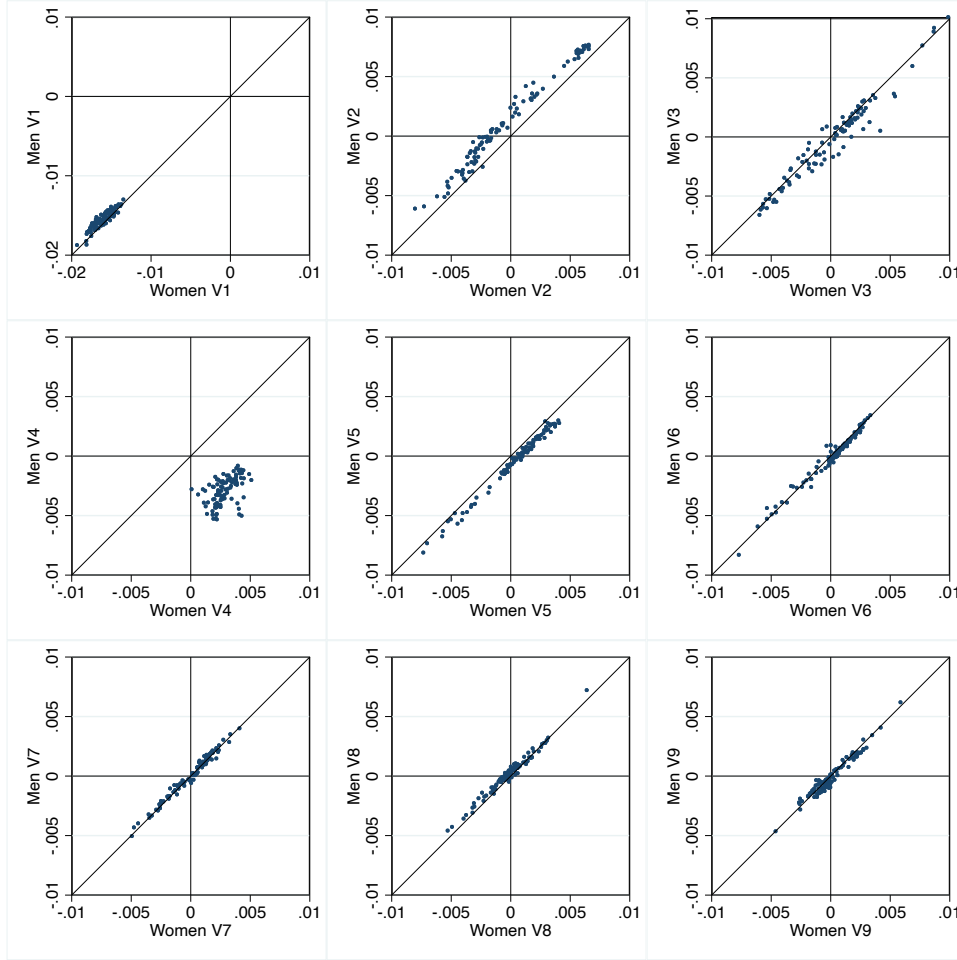 .01
0
-.01
-.02
Men V1
-.02 -.01 0 .01
Women V1
.01
.005
0
-.005
-.01
Men V2
-.01 -.005 0 .005 .01
Women V2
.01
.005
0
-.005
-.01
Men V3
-.01 -.005 0 .005 .01
Women V3
.01
.005
0
-.005
-.01
Men V4
-.01 -.005 0 .005 .01
Women V4
.01
.005
0
-.005
-.01
Men V5
-.01 -.005 0 .005 .01
Women V5
.01
.005
0
-.005
-.01
Men V6
-.01 -.005 0 .005 .01
Women V6
.01
.005
0
-.005
-.01
Men V7
-.01 -.005 0 .005 .01
Women V7
.01
.005
0
-.005
-.01
Men V8
-.01 -.005 0 .005 .01
Women V8
.01
.005
0
-.005
-.01
Men V9
-.01 -.005 0 .005 .01
Women V9